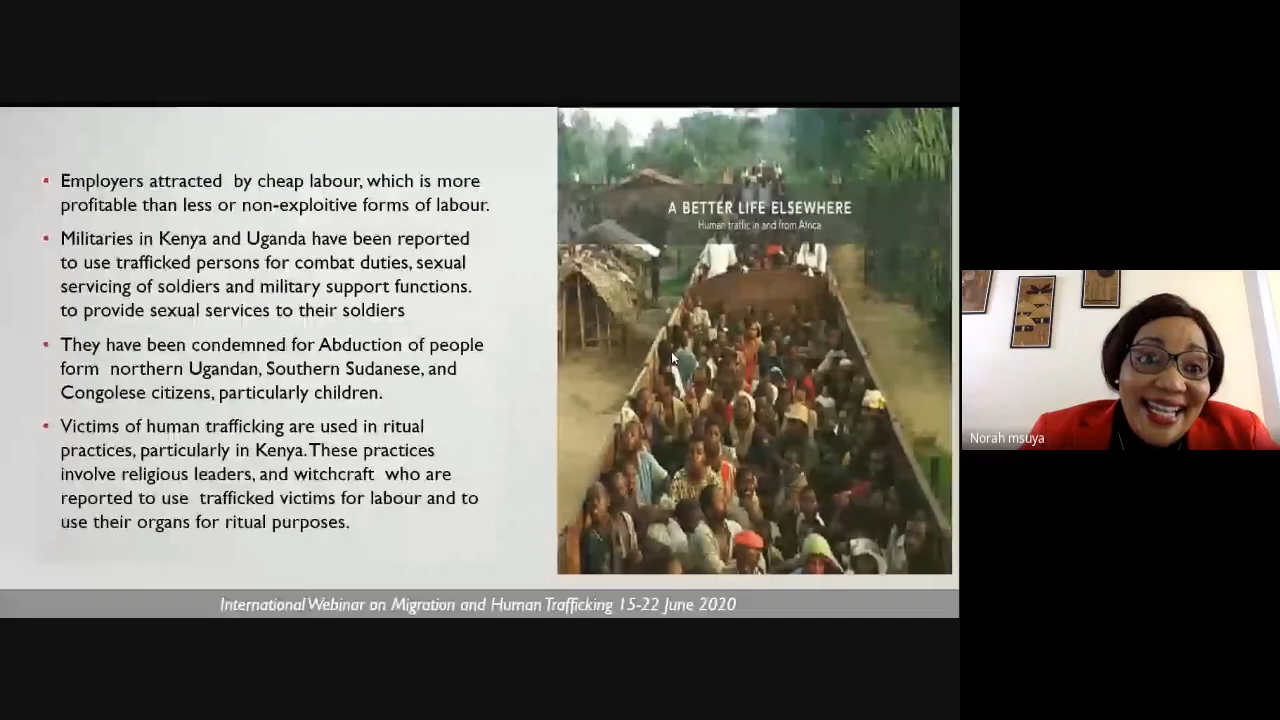 Employers attracted by cheap labour, which is more
profitable than less or non-exploitive forms of labour.
Militaries in Kenya and Uganda have been reported
to use trafficked persons for combat duties, sexual
servicing of soldiers and military support functions.
to provide sexual services to their soldiers
They have been condemned for Abduction of people
form northern Ugandan, Southern Sudanese, and
Congolese citizens, particularly children.
Victims of human trafficking are used in ritual
practices, particularly in Kenya. These practices
involve religious leaders, and witchcraft who are
reported to use trafficked victims for labour and to
use their organs for ritual purposes.
A BETTER LIFE ELSEWHERE
Human traffic in and from Africa
International Webinar on Migration and Human Trafficking 15-22 June 2020
Norah msuya